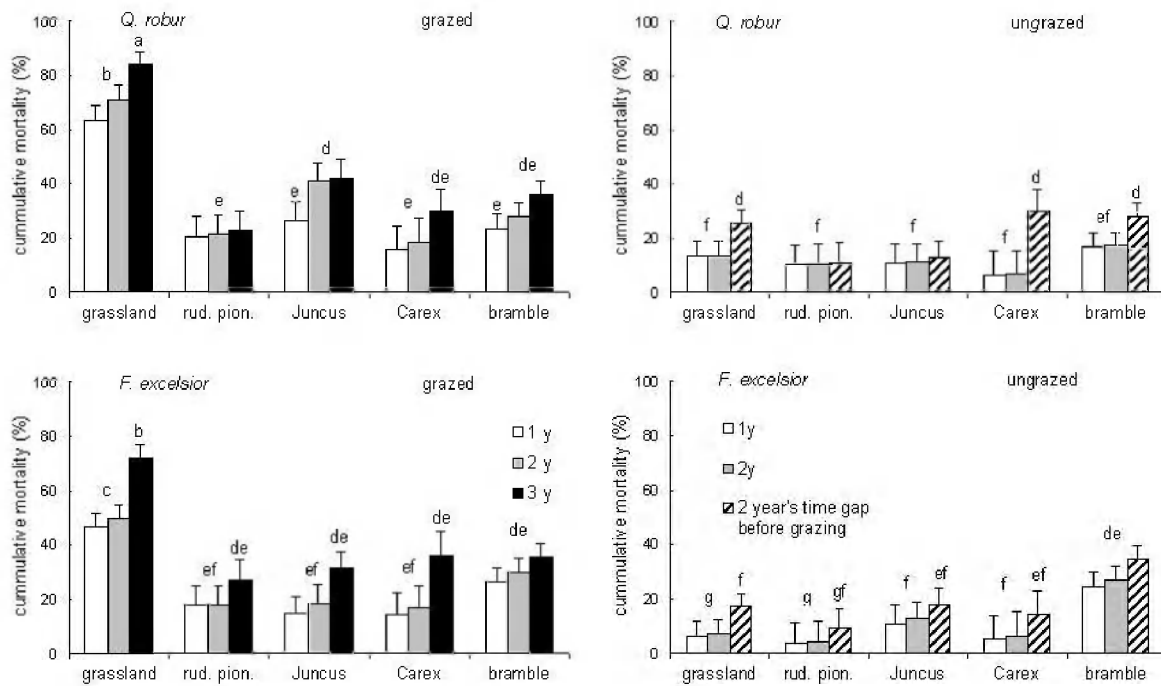 Q. robur grazed
cummulative mortality (%)
100
80
60
40
20
0
b a
e
e d
e de
e de
grassland rud. pion. Juncus Carex bramble
Q. robur ungrazed
cummulative mortality (%)
100
80
60
40
20
0
f d
f
f
f d
ef d
grassland rud. pion. Juncus Carex bramble
F. excelsior grazed
cummulative mortality (%)
100
80
60
40
20
0
1 y
2 y
3 y
c b
ef de
ef de
ef de
de
grassland rud. pion. Juncus Carex bramble
F. excelsior ungrazed
cummulative mortality (%)
100
80
60
40
20
0
1y
2y
2 year's time gap
before grazing
g f
g gf
f ef
f ef
de
grassland rud. pion. Juncus Carex bramble